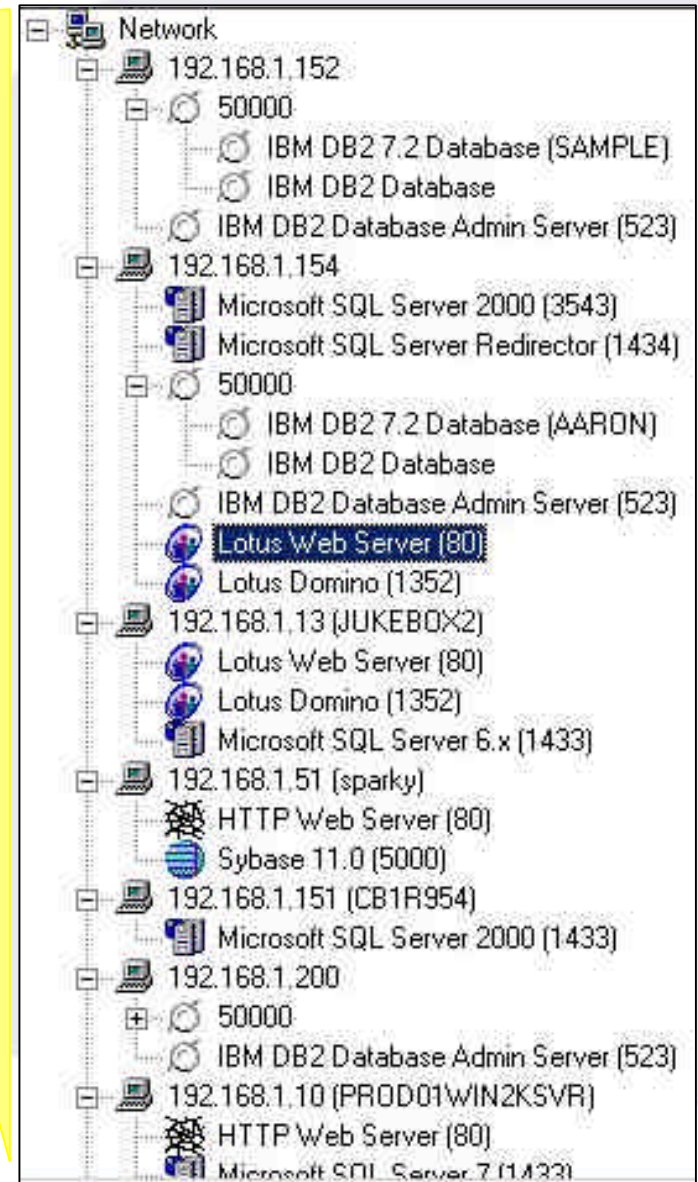 Network
192.168.1.152
50000
IBM DB2 7.2 Database (SAMPLE)
IBM DB2 Database
IBM DB2 Database Admin Server (523)
192.168.1.154
Microsoft SQL Server 2000 (3543)
Microsoft SQL Server Redirector (1434)
50000
IBM DB2 7.2 Database (AARON)
IBM DB2 Database
IBM DB2 Database Admin Server (523)
Lotus Web Server (80)
Lotus Domino (1352)
192.168.1.13 (JUKEBOX2)
Lotus Web Server (80)
Lotus Domino (1352)
Microsoft SQL Server 6.x (1433)
192.168.1.51 (sparky)
HTTP Web Server (80)
Sybase 11.0 (5000)
192.168.1.151 (CB1R954)
Microsoft SQL Server 2000 (1433)
192.168.1.200
50000
IBM DB2 Database Admin Server (523)
192.168.1.10 (PROD01WIN2KSVR)
HTTP Web Server (80)
Microsoft SQL Server 7 (1433)